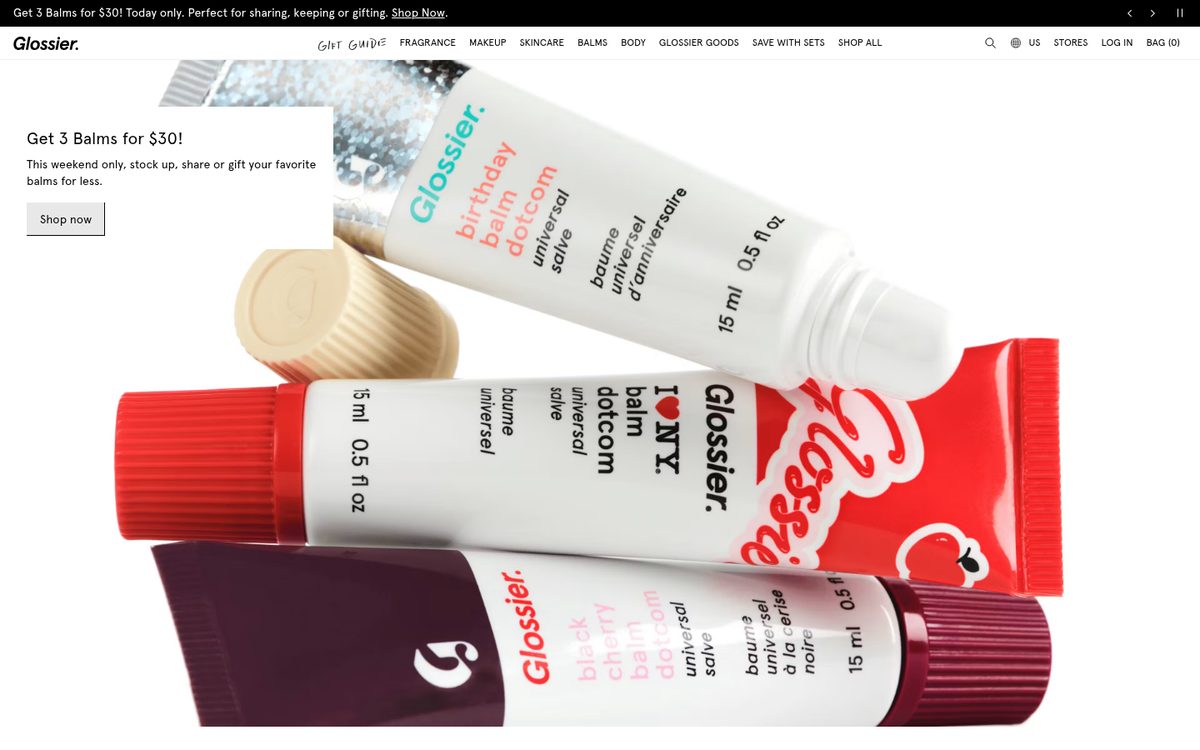 Get 3 Balms for $30! Today only. Perfect for sharing, keeping or gifting. Shop Now.
Glossier.
GIFT GUIDE
FRAGRANCE
MAKEUP
SKINCARE
BALMS
BODY
GLOSSIER GOODS
SAVE WITH SETS
SHOP ALL
US
STORES
LOG IN
BAG (0)
Get 3 Balms for $30!
This weekend only, stock up, share or gift your favorite
balms for less.
Shop now
Glossier.
birthday
balm
dotcom
universal
salve
baume
universel
d'anniversaire
15 ml 0.5 fl oz
Glossier.
I ♥ NY.
balm
dotcom
universal
salve
baume
universel
15 ml 0.5 fl oz
Glossier.
black
cherry
balm
dotcom
universal
salve
baume
universel
à la cerise
noire
15 ml 0.5 fl